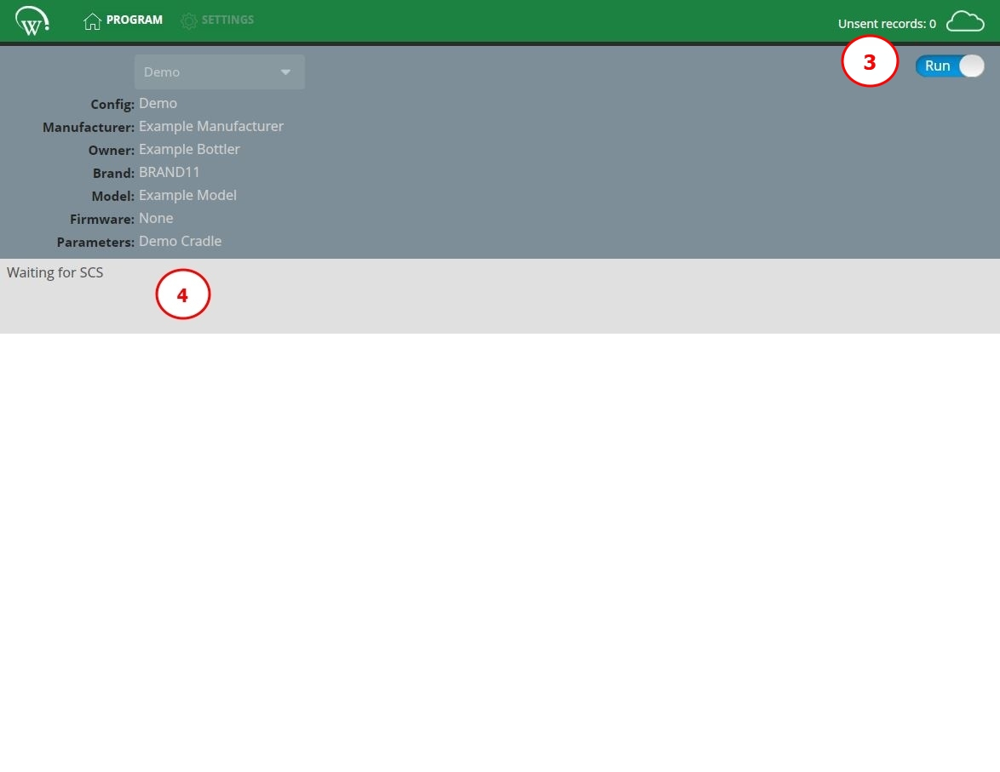 W PROGRAM SETTINGS Unsent records: 0
3 Run
Demo
Config: Demo
Manufacturer: Example Manufacturer
Owner: Example Bottler
Brand: BRAND11
Model: Example Model
Firmware: None
Parameters: Demo Cradle
Waiting for SCS
4